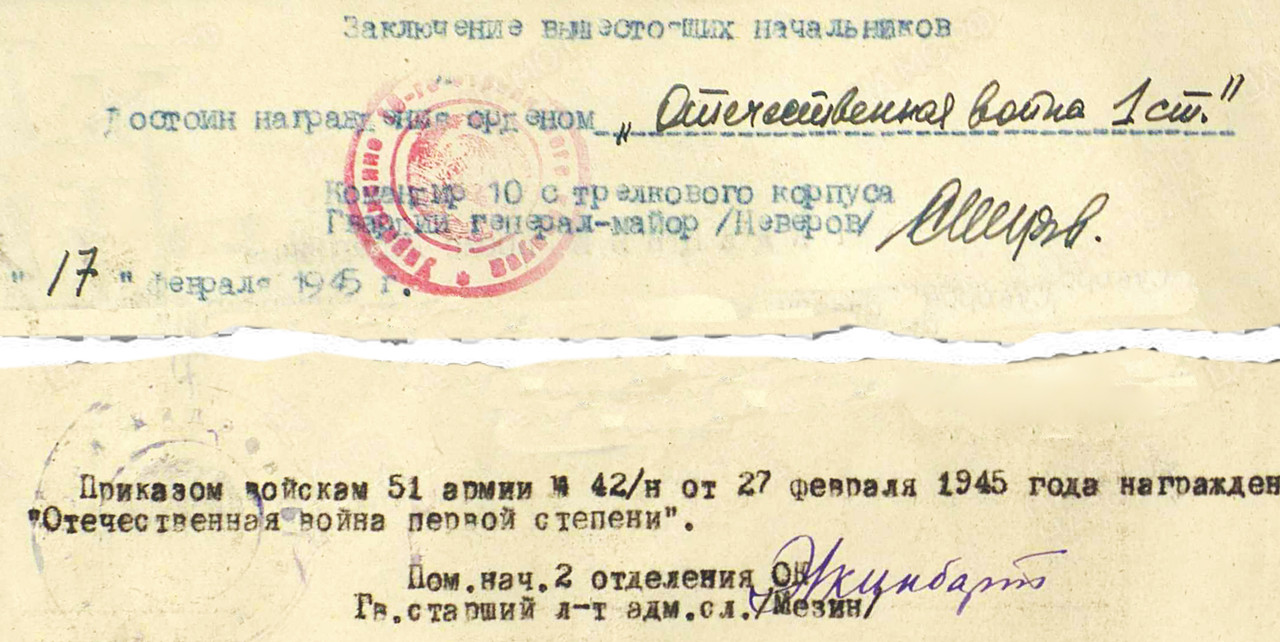 Заключение вышесто-щих начальников
Достоин награждения орденом „Отечественная война 1 ст."
Командир 10 стрелкового корпуса
Гвардии генерал-майор /Неверов/
" 17 " февраля 1945 г.
Приказом войскам 51 армии № 42/н от 27 февраля 1945 года награжден
"Отечественная война первой степени".
Пом.нач.2 отделения ОК
Гв.старший л-т адм.сл./Мезин/